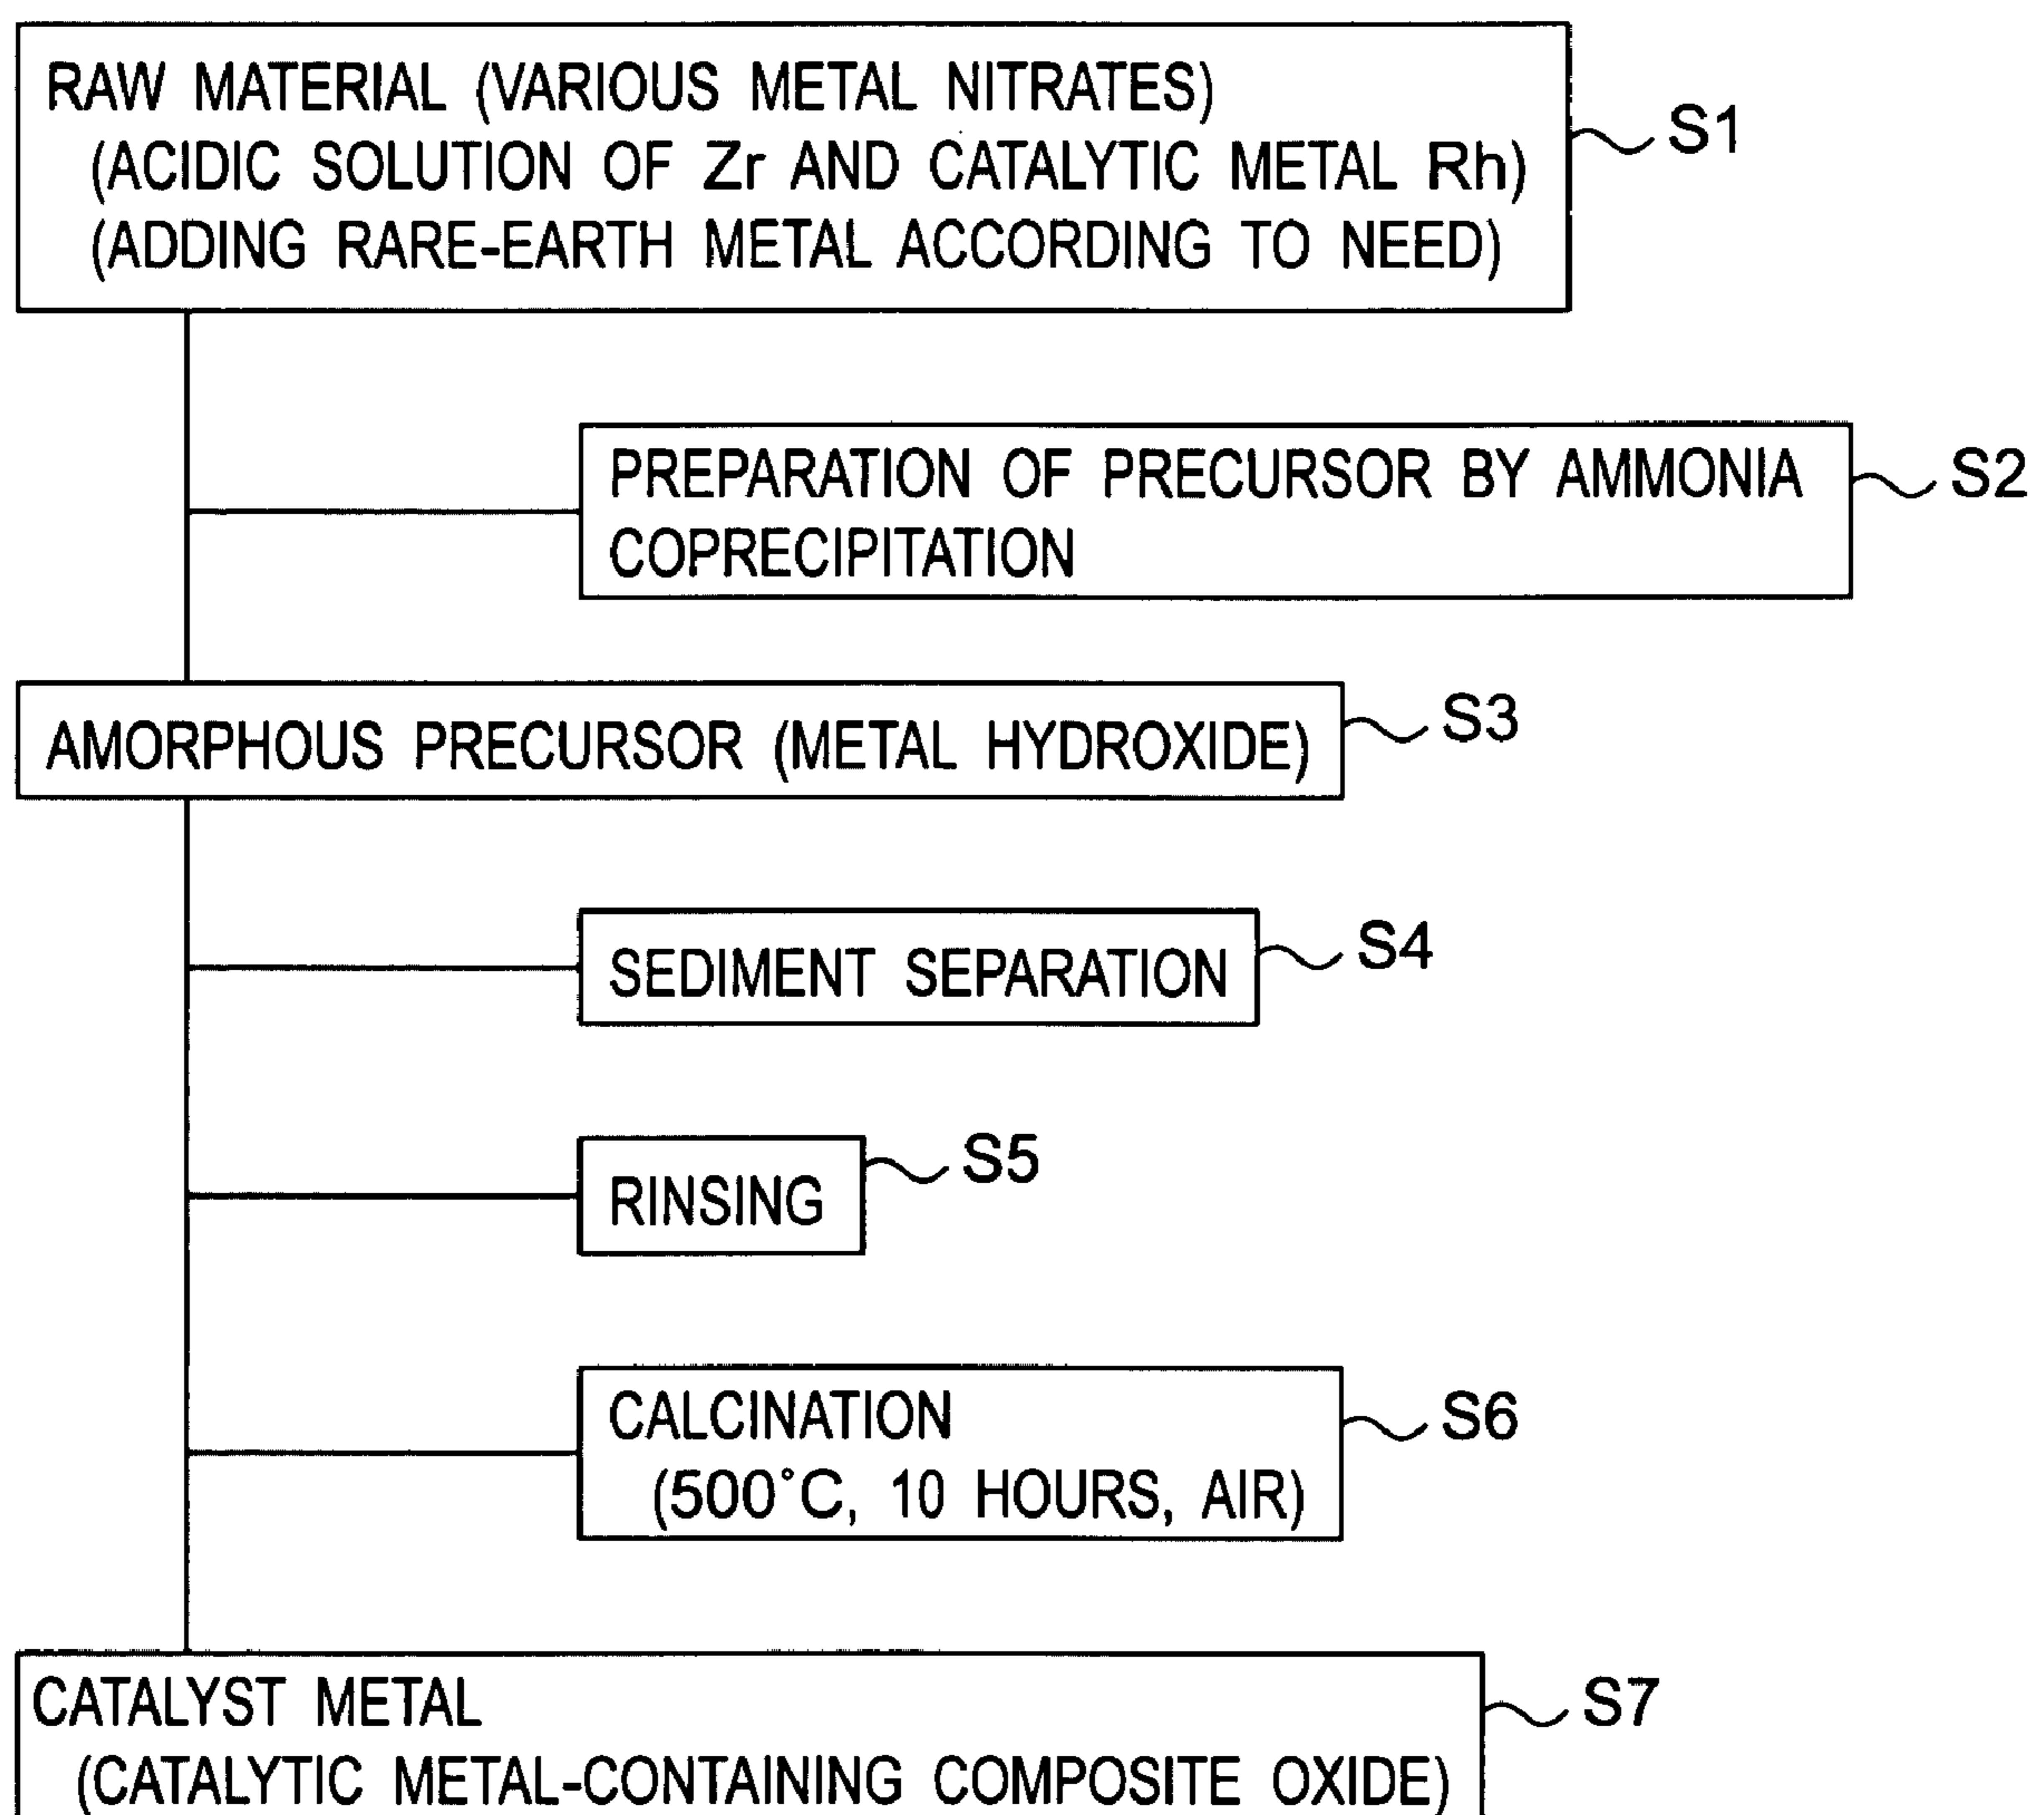 RAW MATERIAL (VARIOUS METAL NITRATES)
(ACIDIC SOLUTION OF Zr AND CATALYTIC METAL Rh)
(ADDING RARE-EARTH METAL ACCORDING TO NEED)
S1
PREPARATION OF PRECURSOR BY AMMONIA
COPRECIPITATION
S2
AMORPHOUS PRECURSOR (METAL HYDROXIDE)
S3
SEDIMENT SEPARATION
S4
RINSING
S5
CALCINATION
(500°C, 10 HOURS, AIR)
S6
CATALYST METAL
(CATALYTIC METAL-CONTAINING COMPOSITE OXIDE)
S7